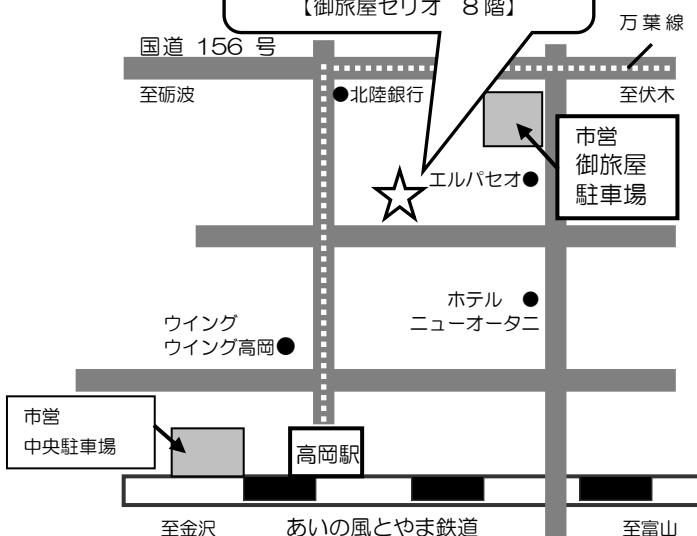 【御旅屋セリオ 8階】
万葉線
国道 156 号
至砺波
●北陸銀行
至伏木
市営
御旅屋
駐車場
エルパセオ●
ホテル ●
ニューオータニ
ウイング
ウイング高岡●
市営
中央駐車場
高岡駅
至金沢
あいの風とやま鉄道
至富山